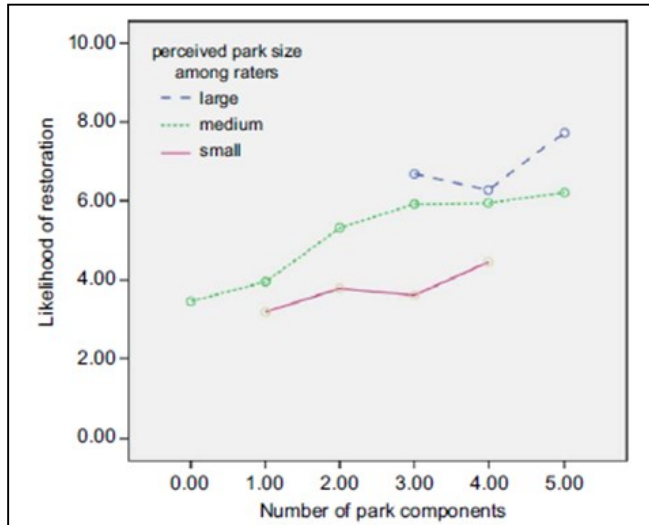 10.00
8.00
6.00
4.00
2.00
0.00
Likelihood of restoration
perceived park size
among raters
large
medium
small
0.00 1.00 2.00 3.00 4.00 5.00
Number of park components